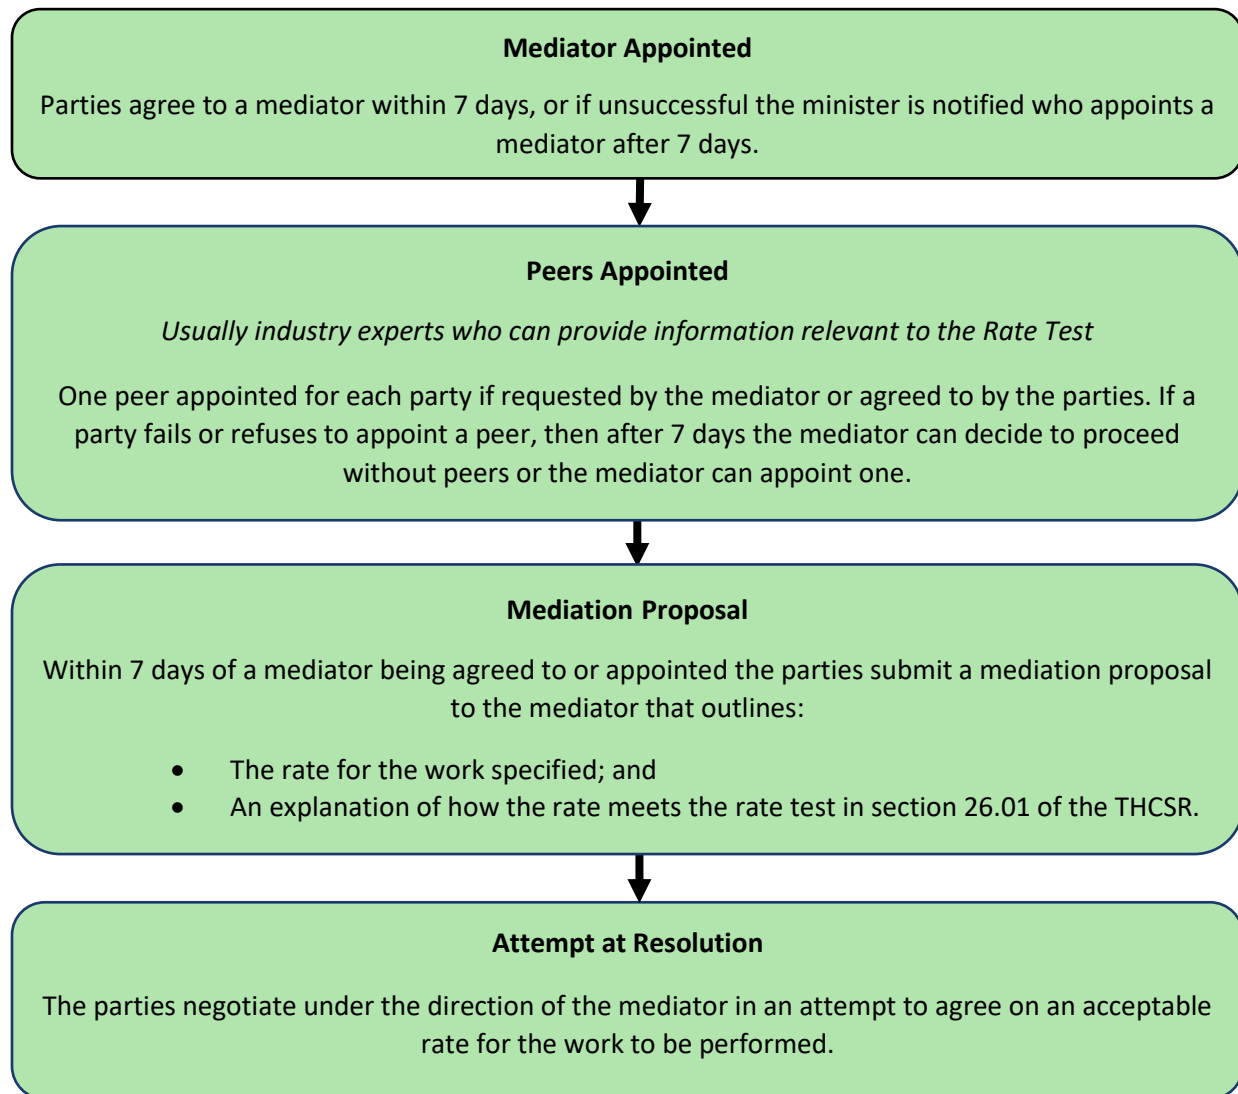 Mediator Appointed
Parties agree to a mediator within 7 days, or if unsuccessful the minister is notified who appoints a
mediator after 7 days.
Peers Appointed
Usually industry experts who can provide information relevant to the Rate Test
One peer appointed for each party if requested by the mediator or agreed to by the parties. If a
party fails or refuses to appoint a peer, then after 7 days the mediator can decide to proceed
without peers or the mediator can appoint one.
Mediation Proposal
Within 7 days of a mediator being agreed to or appointed the parties submit a mediation proposal
to the mediator that outlines:
• The rate for the work specified; and
• An explanation of how the rate meets the rate test in section 26.01 of the THCSR.
Attempt at Resolution
The parties negotiate under the direction of the mediator in an attempt to agree on an acceptable
rate for the work to be performed.